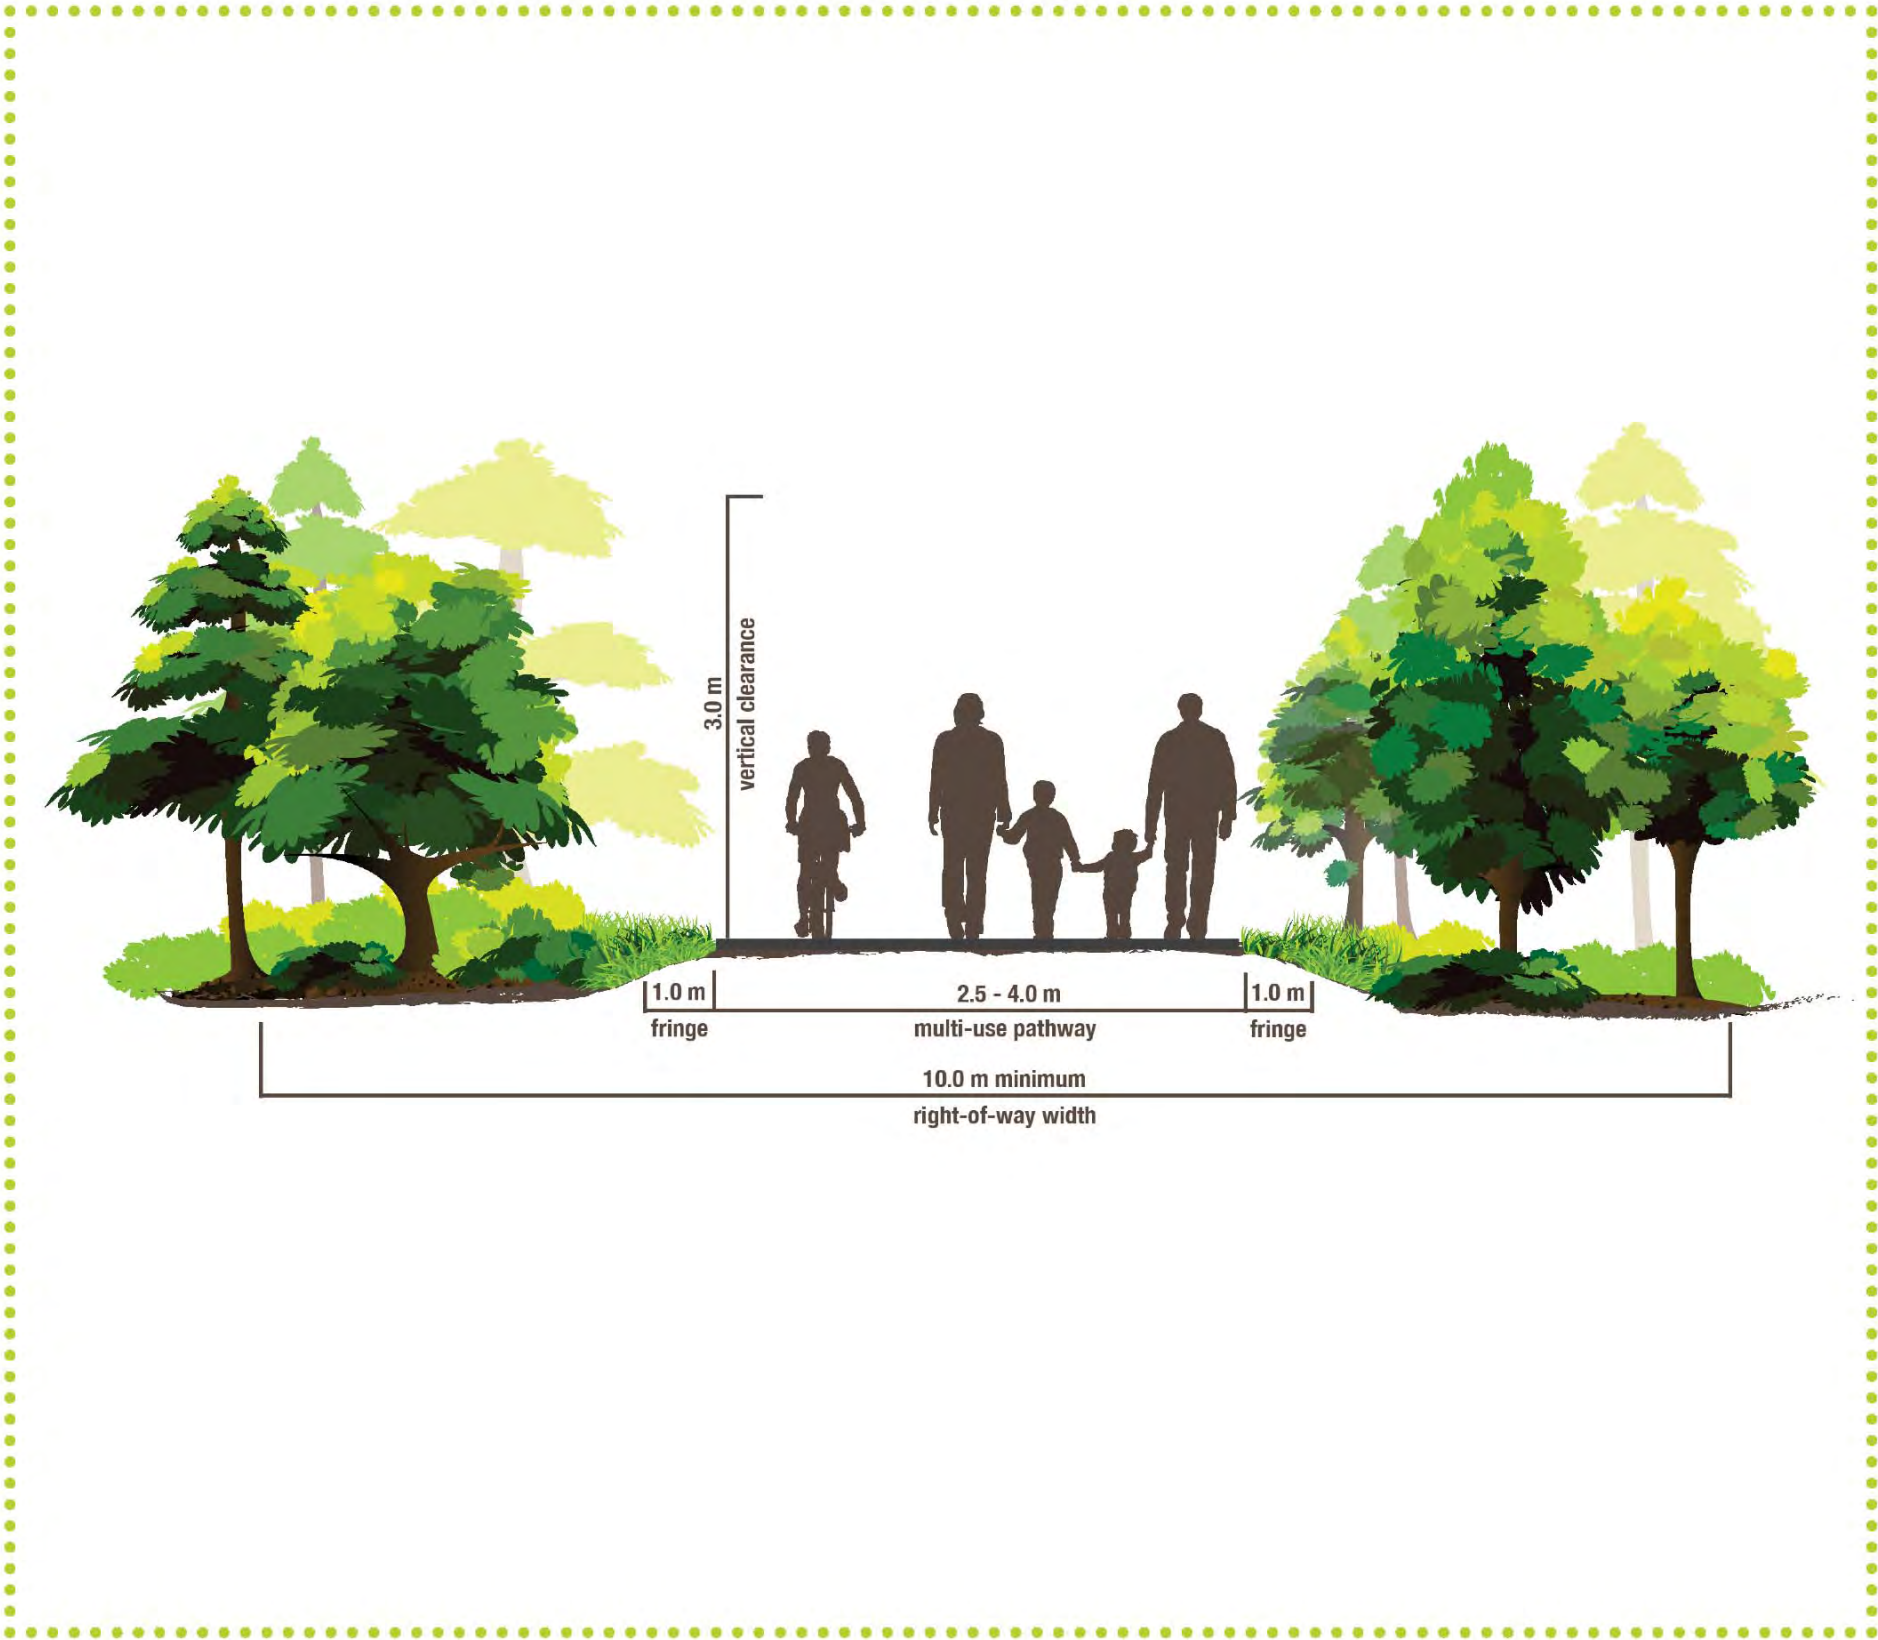 3.0 m
vertical clearance
1.0 m
2.5 - 4.0 m
1.0 m
fringe
multi-use pathway
fringe
10.0 m minimum
right-of-way width